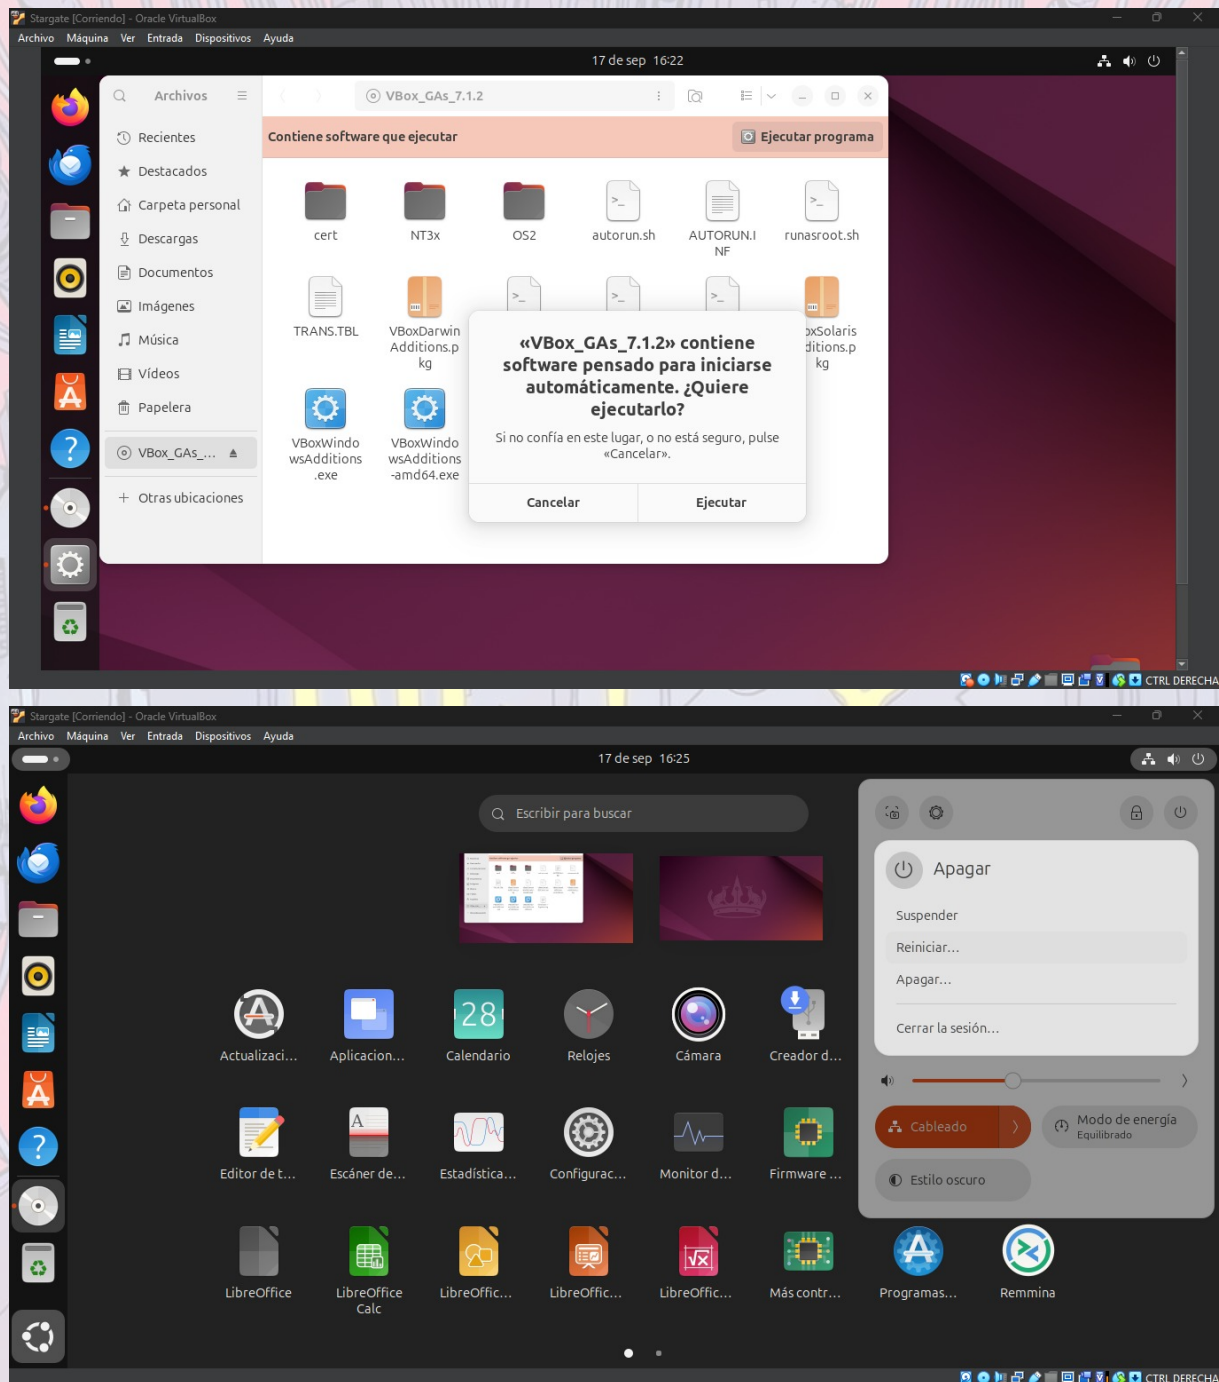 Stargate [Corriendo] - Oracle VirtualBox
Archivo Máquina Ver Entrada Dispositivos Ayuda
17 de sep 16:22
Archivos
VBox_GAs_7.1.2
Recientes
Destacados
Carpeta personal
Descargas
Documentos
Imágenes
Música
Vídeos
Papelera
VBox_GAs_...
Otras ubicaciones
Contiene software que ejecutar
Ejecutar programa
cert
NT3x
OS2
autorun.sh
AUTORUN.I
NF
runasroot.sh
TRANS.TBL
VBoxDarwin
Additions.p
kg
oxSolaris
ditions.p
kg
VBoxWindo
wsAdditions
.exe
VBoxWindo
wsAdditions
-amd64.exe
«VBox_GAs_7.1.2» contiene
software pensado para iniciarse
automáticamente. ¿Quiere
ejecutarlo?
Si no confía en este lugar, o no está seguro, pulse
«Cancelar».
Cancelar
Ejecutar
CTRL DERECHA
Stargate [Corriendo] - Oracle VirtualBox
Archivo Máquina Ver Entrada Dispositivos Ayuda
17 de sep 16:25
Escribir para buscar
Apagar
Suspender
Reiniciar...
Apagar...
Cerrar la sesión...
Cableado
Modo de energía
Equilibrado
Estilo oscuro
28
Actualizaci...
Aplicacion...
Calendario
Relojes
Cámara
Creador d...
Editor de t...
Escáner de...
Estadística...
Configurac...
Monitor d...
Firmware ...
LibreOffice
LibreOffice
Calc
LibreOffic...
LibreOffic...
LibreOffic...
Más contr...
Programas...
Remmina
CTRL DERECHA